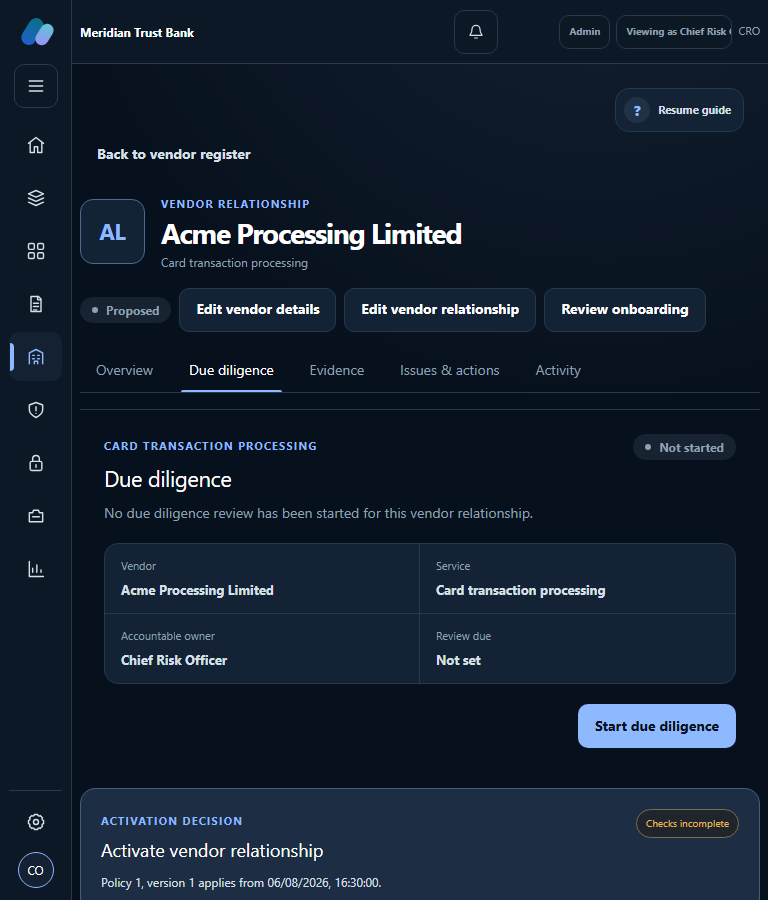 Meridian Trust Bank
Admin
Viewing as Chief Risk
CRO
? Resume guide
Back to vendor register
AL
VENDOR RELATIONSHIP
Acme Processing Limited
Card transaction processing
Proposed
Edit vendor details
Edit vendor relationship
Review onboarding
Overview
Due diligence
Evidence
Issues & actions
Activity
CARD TRANSACTION PROCESSING
Not started
Due diligence
No due diligence review has been started for this vendor relationship.
Vendor
Acme Processing Limited
Service
Card transaction processing
Accountable owner
Chief Risk Officer
Review due
Not set
Start due diligence
ACTIVATION DECISION
Checks incomplete
Activate vendor relationship
Policy 1, version 1 applies from 06/08/2026, 16:30:00.
CO